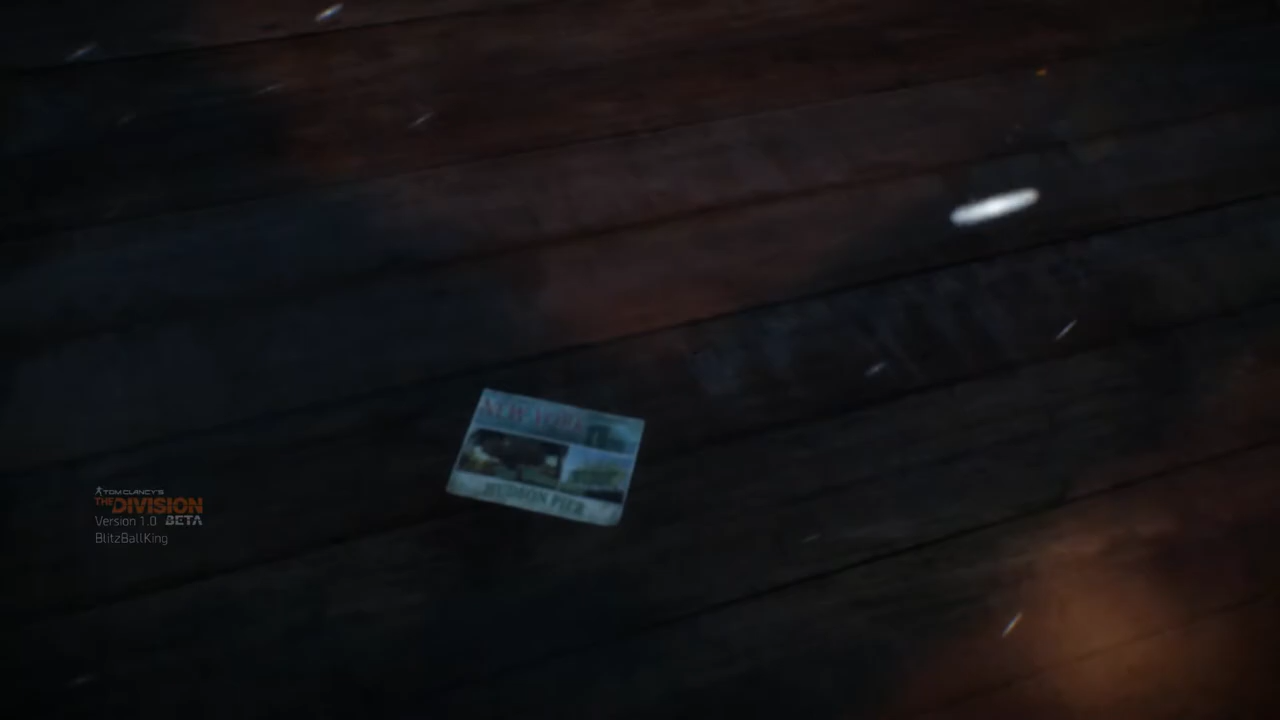 NEW YORK
HUDSON PIER
TOM CLANCY'S
THE DIVISION
Version 1.0 BETA
BlitzBallKing